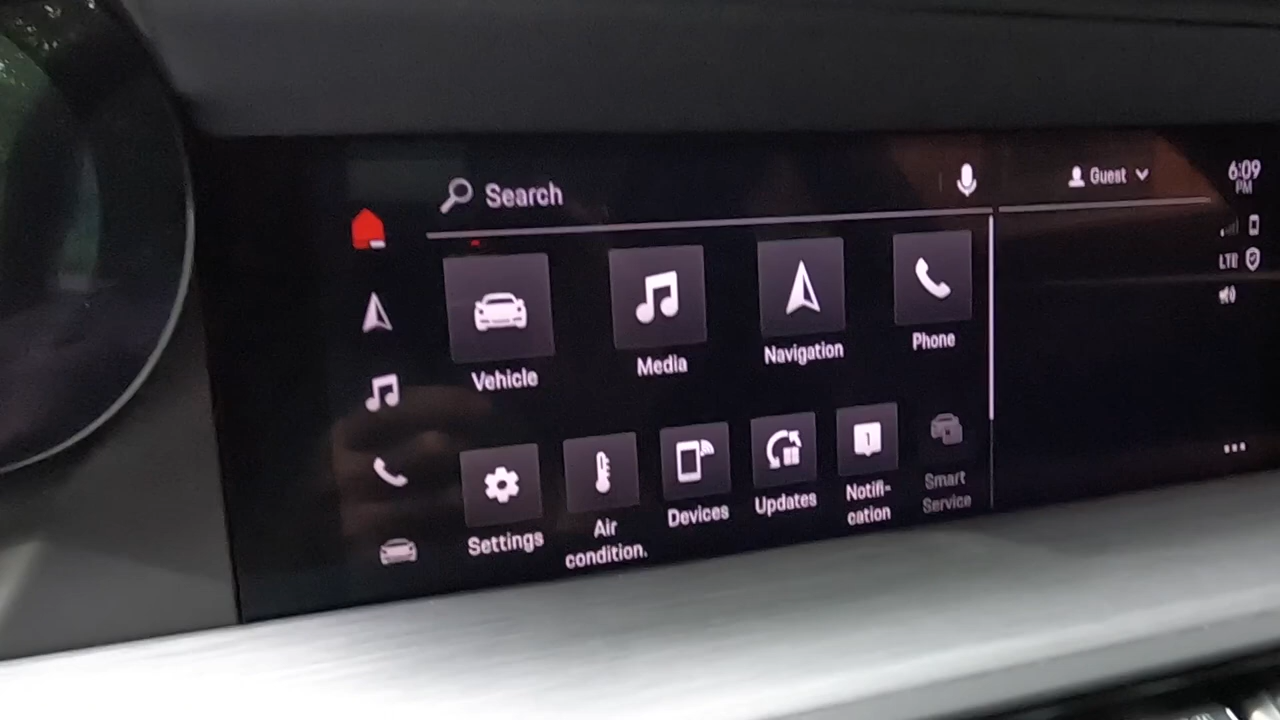 Search
Guest
6:09
PM
LTE
Vehicle
Media
Navigation
Phone
Settings
Air
condition.
Devices
Updates
1
Notifi-
cation
Smart
Service